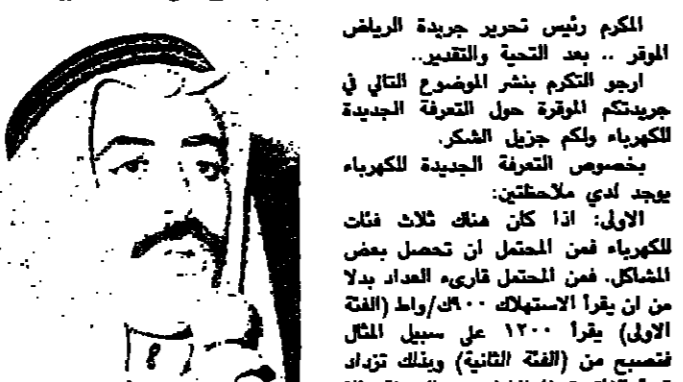 المكرم رئيس تحرير جريدة الرياض
الموقر .. بعد التحية والتقدير..
ارجو التكرم بنشر الموضوع التالي في
جريدتكم الموقرة حول التعرفة الجديدة
للكهرباء ولكم جزيل الشكر.
بخصوص التعرفة الجديدة للكهرباء
يوجد لدي ملاحظتين:
الاولى: اذا كان هناك ثلاث فئات
للكهرباء فمن المحتمل ان تحصل بعض
المشاكل. فمن المحتمل قارىء العداد بدلا
من ان يقرأ الاستهلاك ٩٠٠ك/واط (الفئة
الاولى) يقرأ ١٢٠٠ على سبيل المثال
فتصبح من (الفئة الثانية) وبذلك تزداد